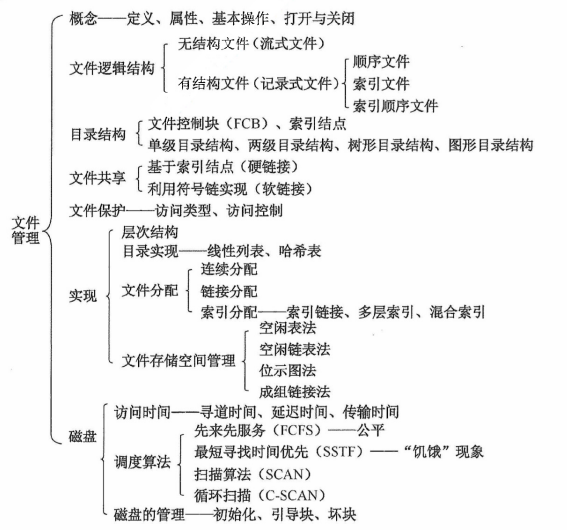 概念——定义、属性、基本操作、打开与关闭
无结构文件（流式文件）
文件逻辑结构
顺序文件
有结构文件（记录式文件）
索引文件
索引顺序文件
文件控制块（FCB）、索引结点
目录结构
单级目录结构、两级目录结构、树形目录结构、图形目录结构
基于索引结点（硬链接）
文件共享
利用符号链实现（软链接）
文件保护——访问类型、访问控制
文件
管理
层次结构
目录实现——线性列表、哈希表
连续分配
实现
文件分配
链接分配
索引分配——索引链接、多层索引、混合索引
空闲表法
空闲链表法
文件存储空间管理
位示图法
成组链接法
访问时间——寻道时间、延迟时间、传输时间
磁盘
先来先服务（FCFS）——公平
最短寻找时间优先（SSTF）——“饥饿”现象
调度算法
扫描算法（SCAN）
循环扫描（C-SCAN）
磁盘的管理——初始化、引导块、坏块